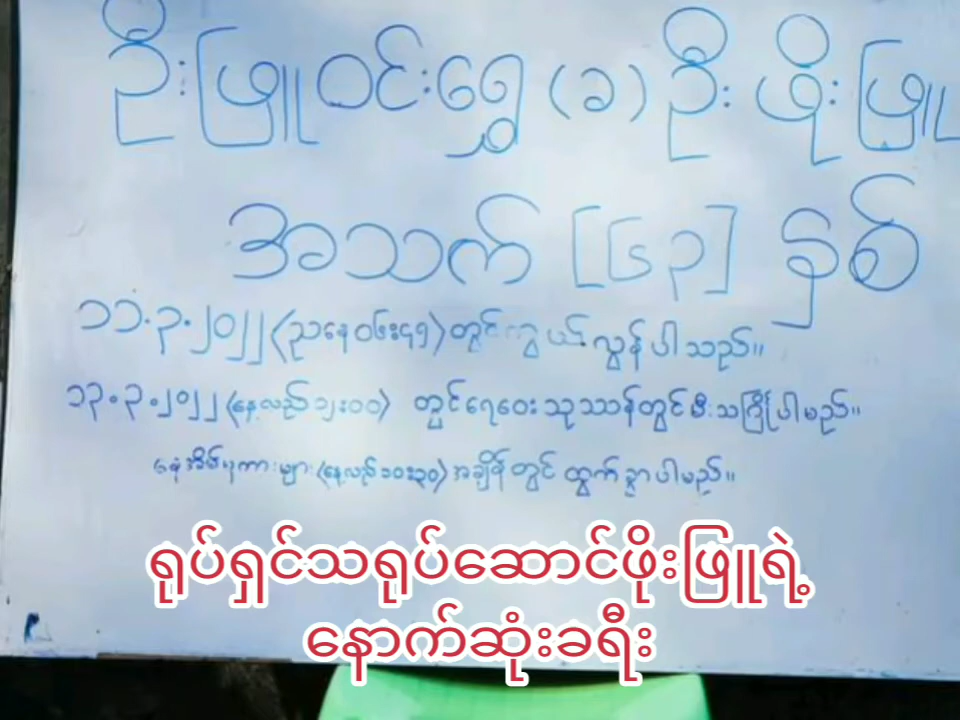 ဦးဖြူဝင်းရွှေ (ခ) ဦးဖိုးဖြူ
အသက် [၆၃] နှစ်
၁၁.၃.၂၀၂၂ (ညနေ ၀၆း၄၅) တွင် ကွယ်လွန်ပါသည်။
၁၃.၃.၂၀၂၂ (နေ့လည် ၁၂း၀၀) တွင် ရေဝေးသုဿာန်တွင် မီးသင်္ဂြိုဟ်ပါမည်။
နေအိမ်မှကားများ (နေ့လည် ၁၀း၃၀) အချိန်တွင် ထွက်ခွာပါမည်။
ရုပ်ရှင်သရုပ်ဆောင်ဖိုးဖြူရဲ့
နောက်ဆုံးခရီး